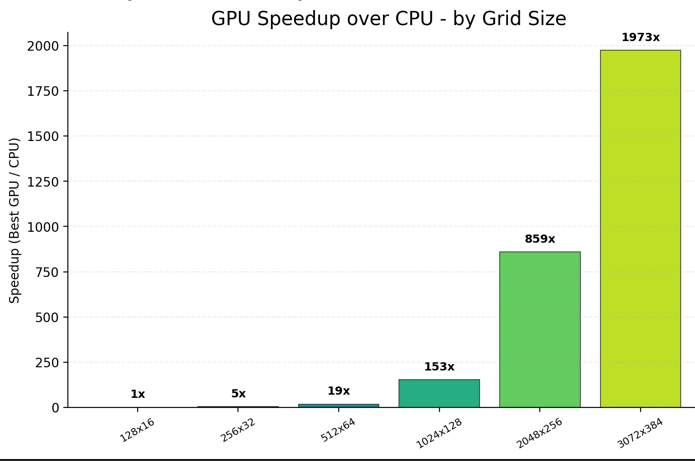 GPU Speedup over CPU - by Grid Size
Speedup (Best GPU / CPU)
2000
1750
1500
1250
1000
750
500
250
0
1x
5x
19x
153x
859x
1973x
128x16
256x32
512x64
1024x128
2048x256
3072x384